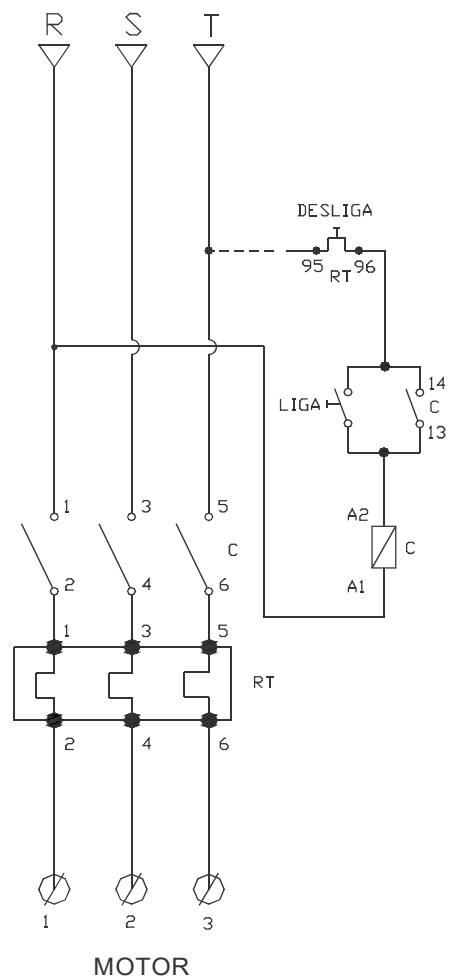 R S T
DESLIGA
95 96
RT
14
LIGA C
13
1 3 5
A2
C C
2 4 6
A1
1 3 5
RT
2 4 6
1 2 3
MOTOR